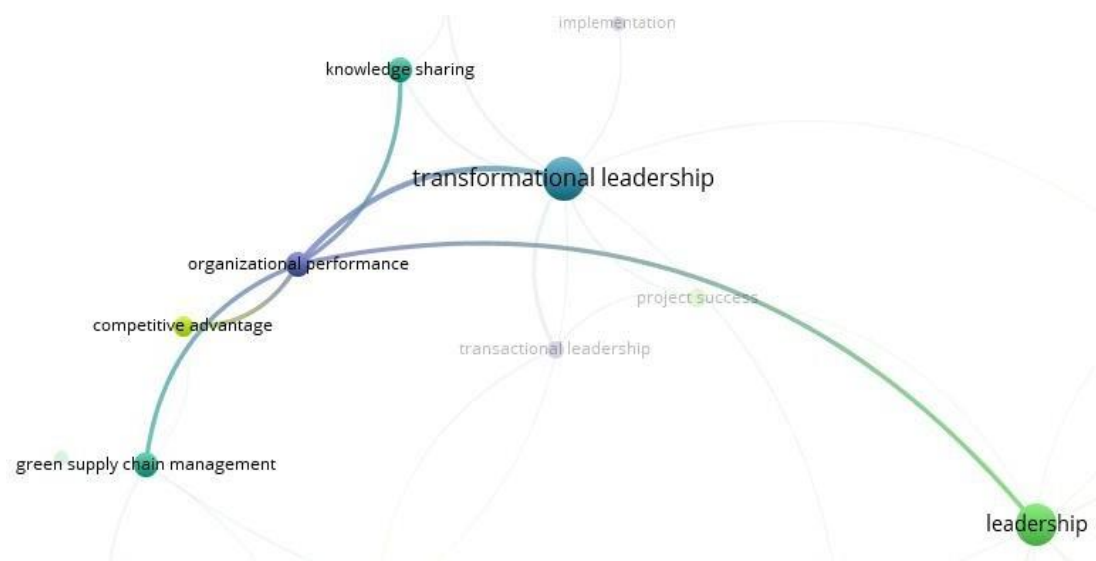 implementation
knowledge sharing
transformational leadership
organizational performance
project success
competitive advantage
transactional leadership
green supply chain management
leadership